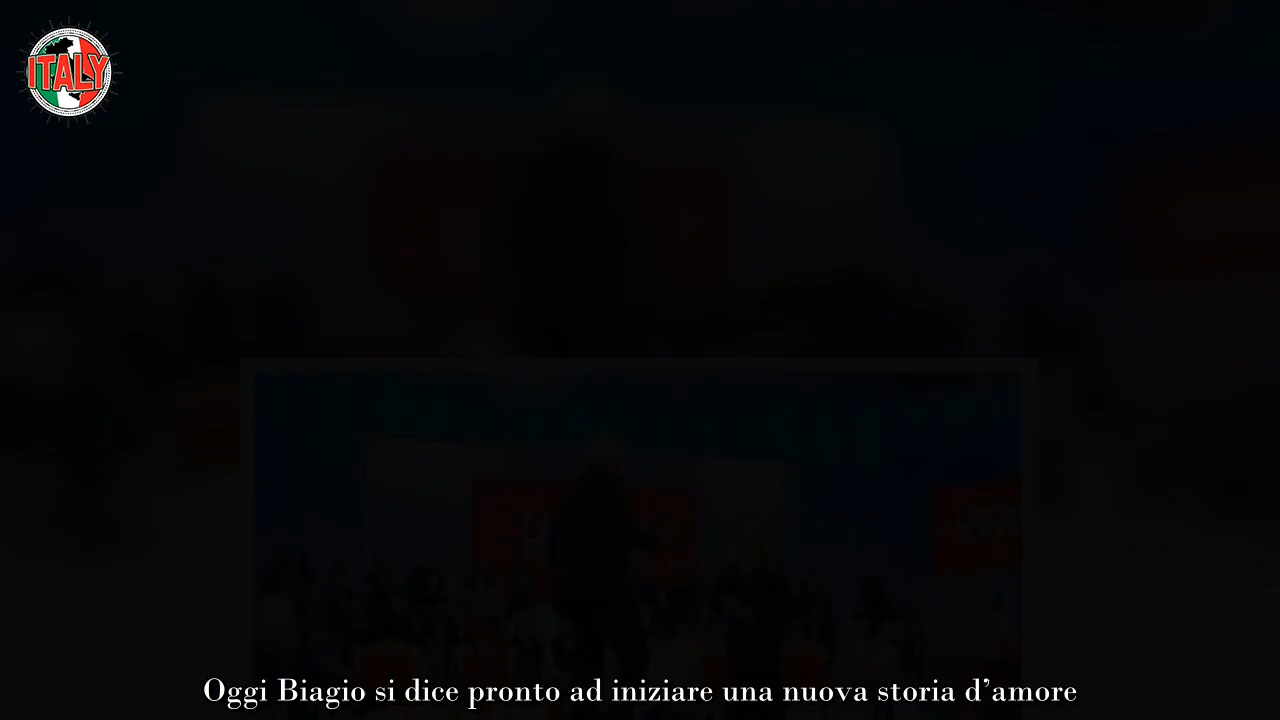 ITALY
Oggi Biagio si dice pronto ad iniziare una nuova storia d’amore